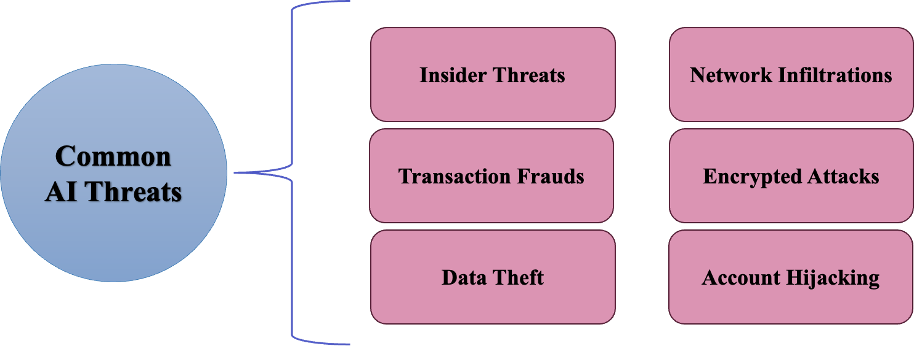 Common
AI Threats
Insider Threats
Network Infiltrations
Transaction Frauds
Encrypted Attacks
Data Theft
Account Hijacking